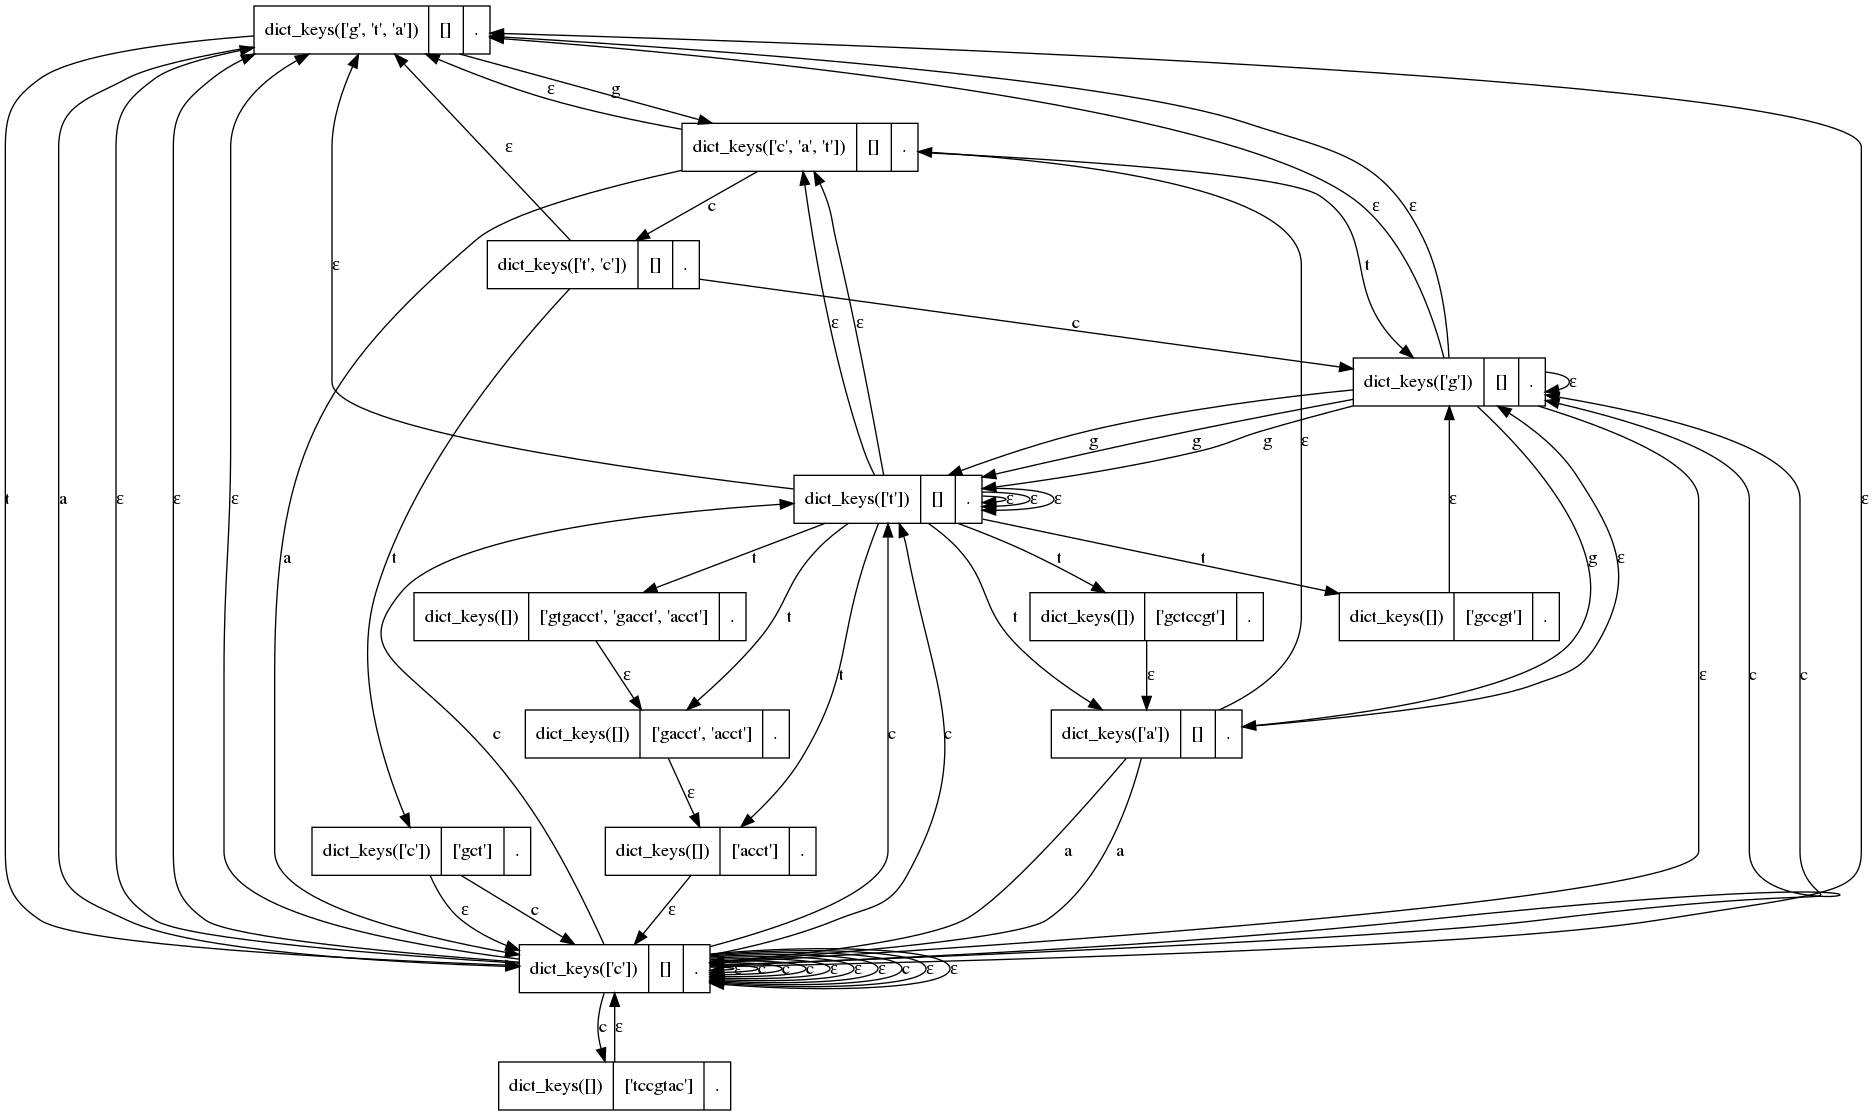 dict_keys(['g', 't', 'a']) [] .
ε g
dict_keys(['c', 'a', 't']) [] .
ε
c ε ε
dict_keys(['t', 'c']) [] .
ε t
ε ε c
dict_keys(['g']) [] . ε
g g g ε
dict_keys(['t']) [] . ε ε ε
t a ε ε ε ε
a t t t t ε g ε
dict_keys([]) ['gtgacct', 'gacct', 'acct'] .
t t
dict_keys([]) ['gctccgt'] .
dict_keys([]) ['gccgt'] .
ε t ε ε c c
dict_keys([]) ['gacct', 'acct'] .
dict_keys(['a']) [] .
c c c
ε
dict_keys(['c']) ['gct'] .
dict_keys([]) ['acct'] .
a a
ε c ε
dict_keys(['c']) [] . ε c c c ε ε ε c ε ε
c ε
dict_keys([]) ['tccgtac'] .